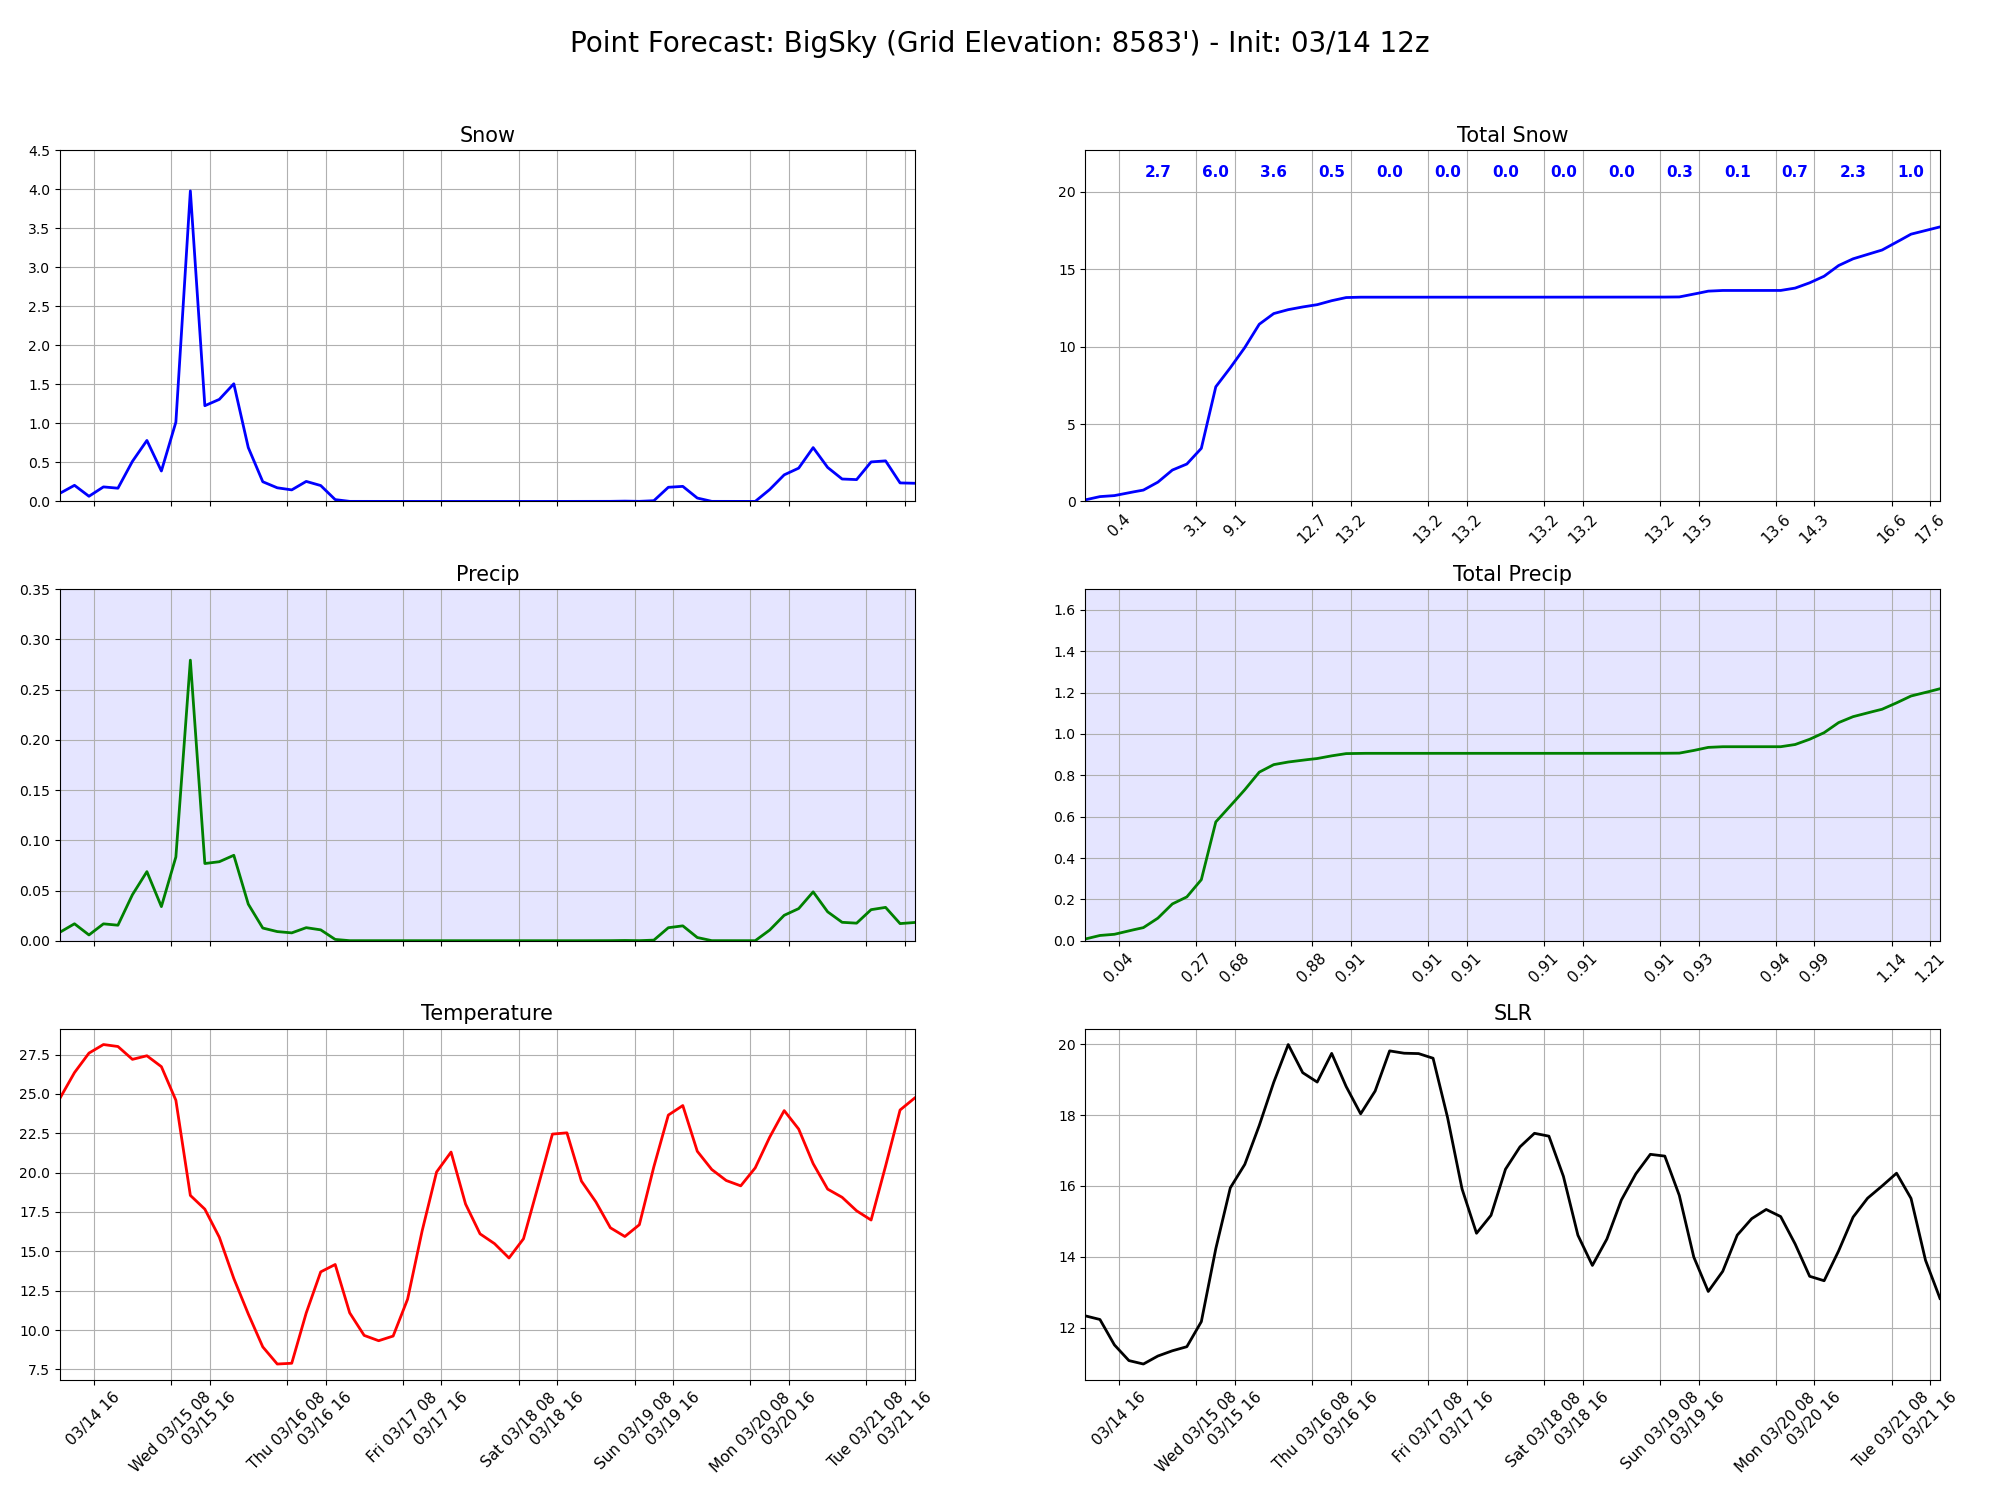 Point Forecast: BigSky (Grid Elevation: 8583') - Init: 03/14 12z
Snow
4.5
4.0
3.5
3.0
2.5
2.0
1.5
1.0
0.5
0.0
Total Snow
2.7 6.0 3.6 0.5 0.0 0.0 0.0 0.0 0.0 0.3 0.1 0.7 2.3 1.0
20
15
10
5
0
0.4 3.1 9.1 12.7 13.2 13.2 13.2 13.2 13.2 13.2 13.5 13.6 14.3 16.6 17.6
Precip
0.35
0.30
0.25
0.20
0.15
0.10
0.05
0.00
Total Precip
1.6
1.4
1.2
1.0
0.8
0.6
0.4
0.2
0.0
0.04 0.27 0.68 0.88 0.91 0.91 0.91 0.91 0.91 0.91 0.93 0.94 0.99 1.14 1.21
Temperature
27.5
25.0
22.5
20.0
17.5
15.0
12.5
10.0
7.5
03/14 16
Wed 03/15 08
03/15 16
Thu 03/16 08
03/16 16
Fri 03/17 08
03/17 16
Sat 03/18 08
03/18 16
Sun 03/19 08
03/19 16
Mon 03/20 08
03/20 16
Tue 03/21 08
03/21 16
SLR
20
18
16
14
12
03/14 16
Wed 03/15 08
03/15 16
Thu 03/16 08
03/16 16
Fri 03/17 08
03/17 16
Sat 03/18 08
03/18 16
Sun 03/19 08
03/19 16
Mon 03/20 08
03/20 16
Tue 03/21 08
03/21 16